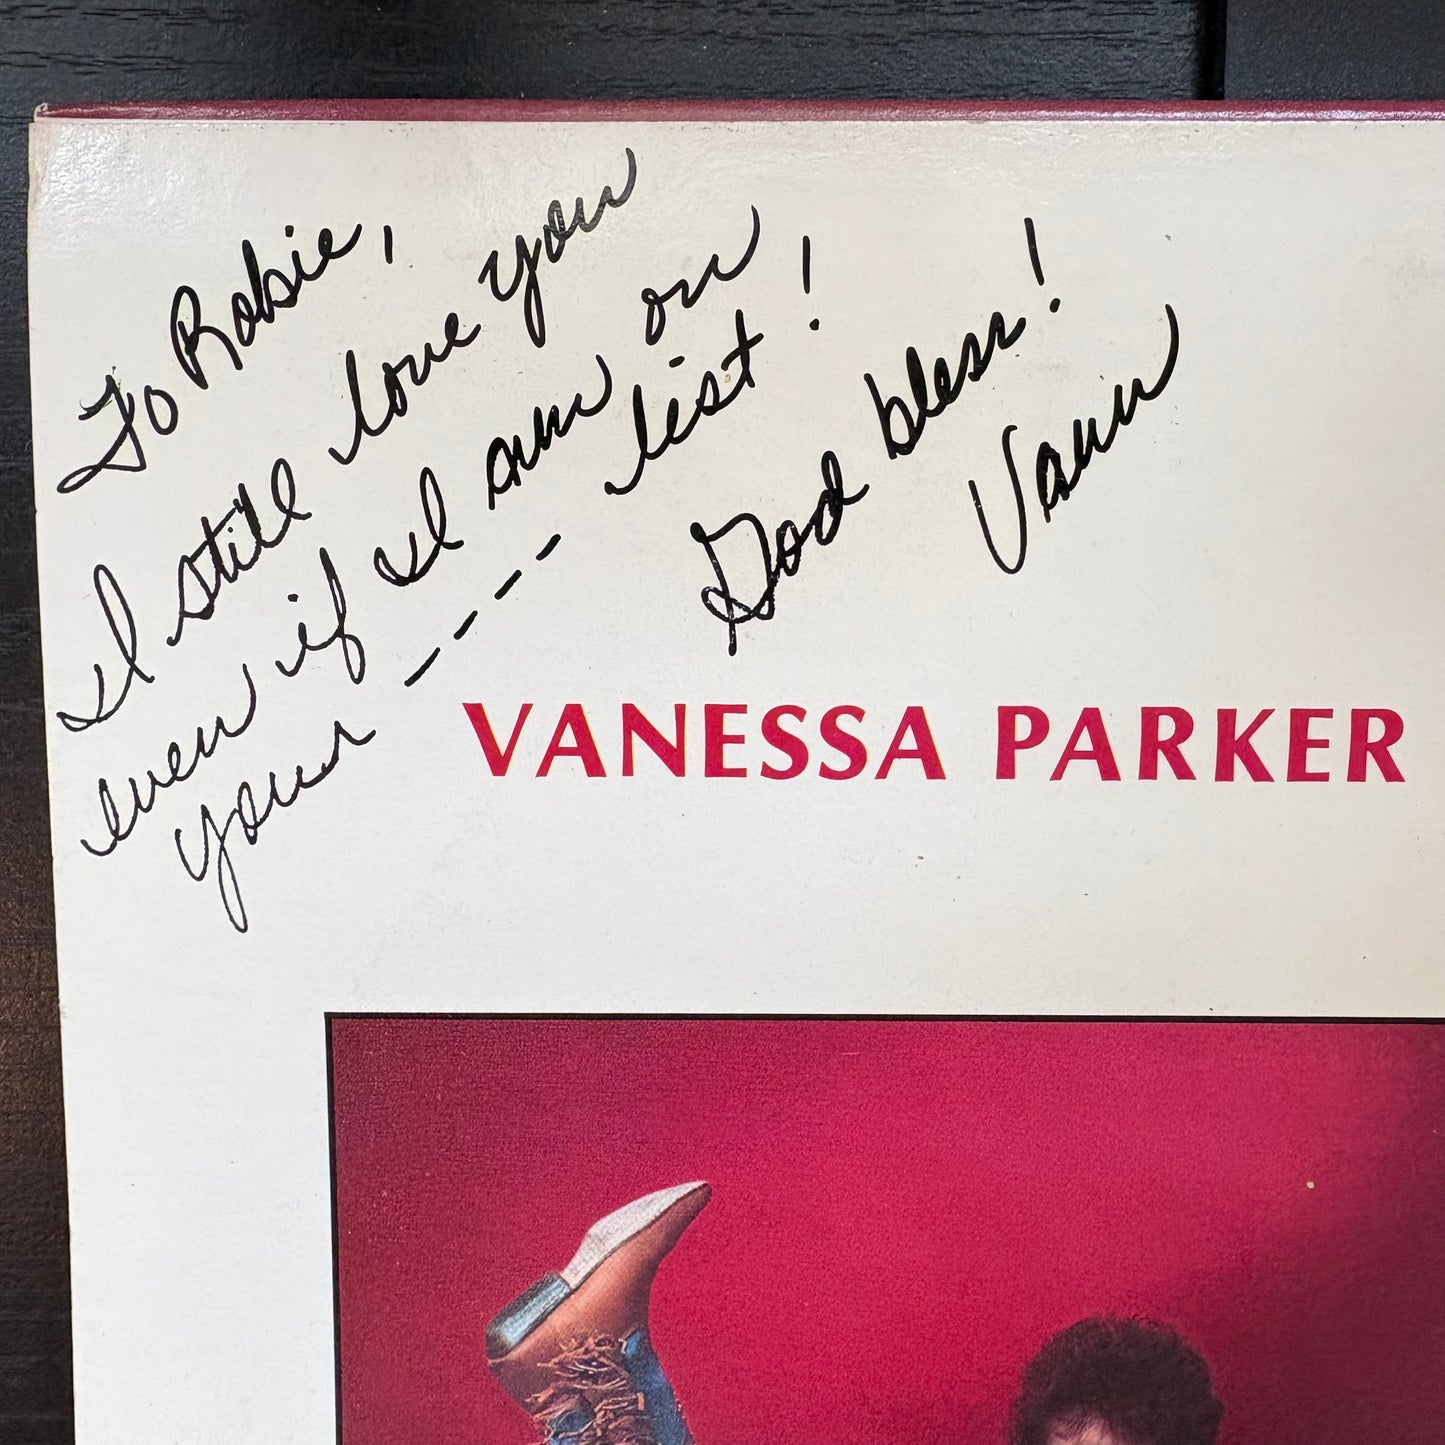 To Robie,
I still love you
even if I am on
your ---- list!
God bless!
Vann
VANESSA PARKER